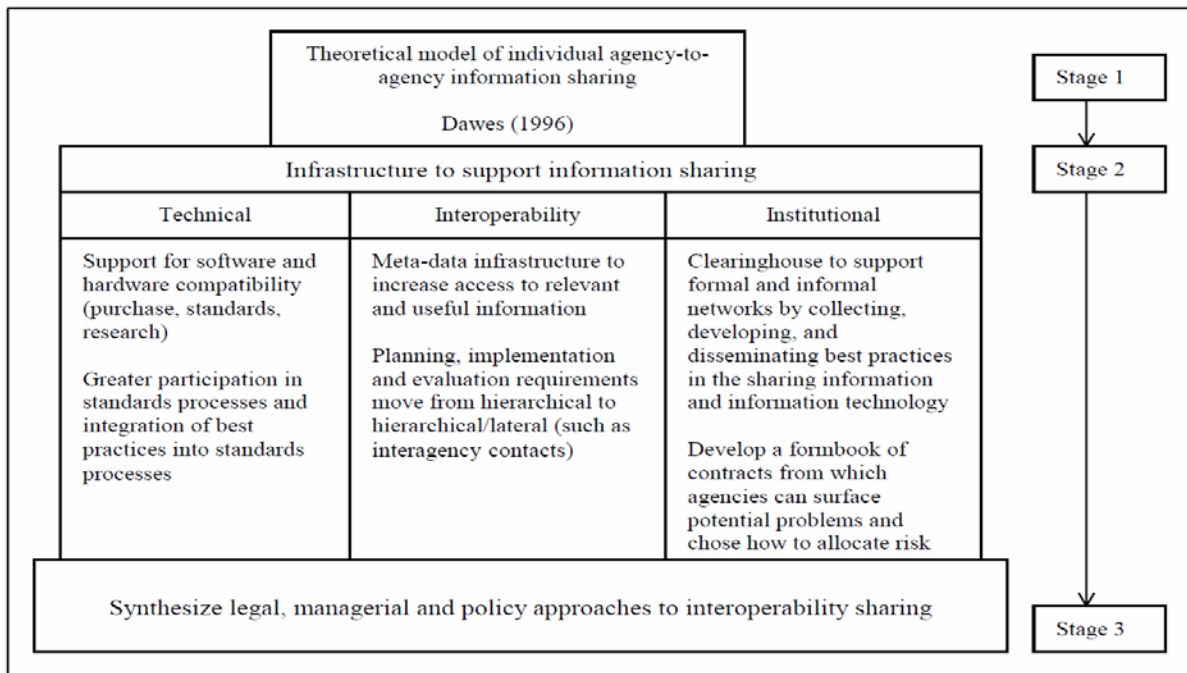 Theoretical model of individual agency-to-
agency information sharing
Dawes (1996)
Stage 1
Infrastructure to support information sharing
Stage 2
Technical
Interoperability
Institutional
Support for software and
hardware compatibility
(purchase, standards,
research)
Greater participation in
standards processes and
integration of best
practices into standards
processes
Meta-data infrastructure to
increase access to relevant
and useful information
Planning, implementation
and evaluation requirements
move from hierarchical to
hierarchical/lateral (such as
interagency contacts)
Clearinghouse to support
formal and informal
networks by collecting,
developing, and
disseminating best practices
in the sharing information
and information technology
Develop a formbook of
contracts from which
agencies can surface
potential problems and
chose how to allocate risk
Synthesize legal, managerial and policy approaches to interoperability sharing
Stage 3